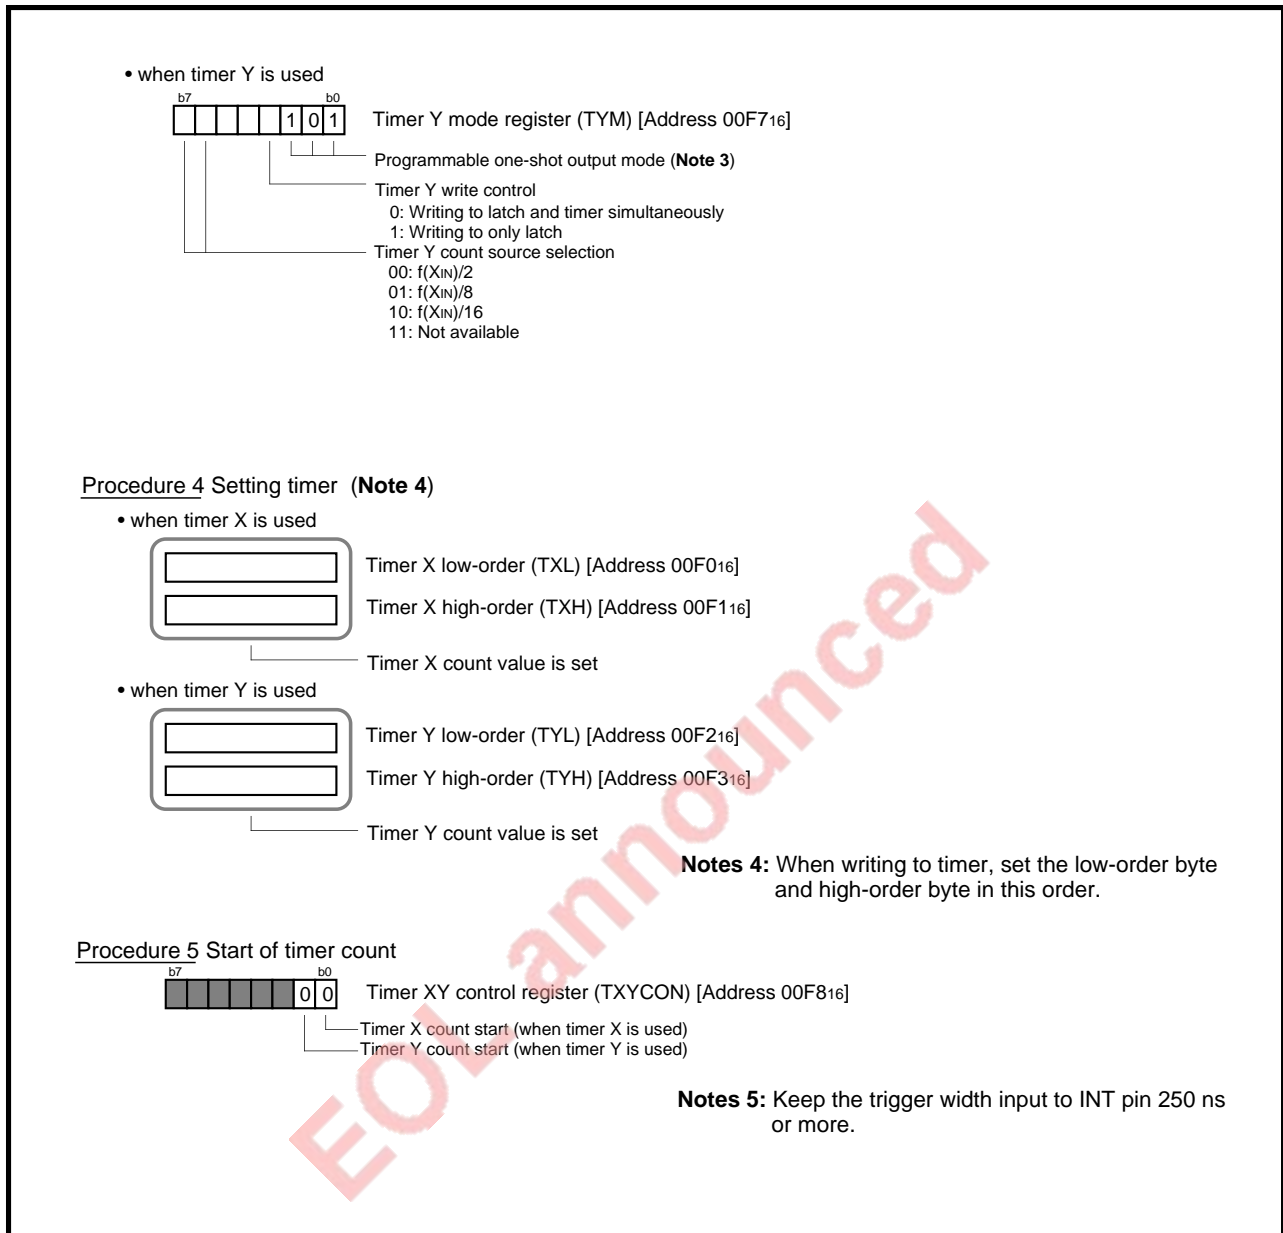 • when timer Y is used
b7 b0
1 0 1 Timer Y mode register (TYM) [Address 00F716]
Programmable one-shot output mode (Note 3)
Timer Y write control
0: Writing to latch and timer simultaneously
1: Writing to only latch
Timer Y count source selection
00: f(XIN)/2
01: f(XIN)/8
10: f(XIN)/16
11: Not available
Procedure 4 Setting timer (Note 4)
• when timer X is used
Timer X low-order (TXL) [Address 00F016]
Timer X high-order (TXH) [Address 00F116]
Timer X count value is set
• when timer Y is used
Timer Y low-order (TYL) [Address 00F216]
Timer Y high-order (TYH) [Address 00F316]
Timer Y count value is set
Notes 4: When writing to timer, set the low-order byte
and high-order byte in this order.
Procedure 5 Start of timer count
b7 b0
0 0 Timer XY control register (TXYCON) [Address 00F816]
Timer X count start (when timer X is used)
Timer Y count start (when timer Y is used)
Notes 5: Keep the trigger width input to INT pin 250 ns
or more.
EOL announced